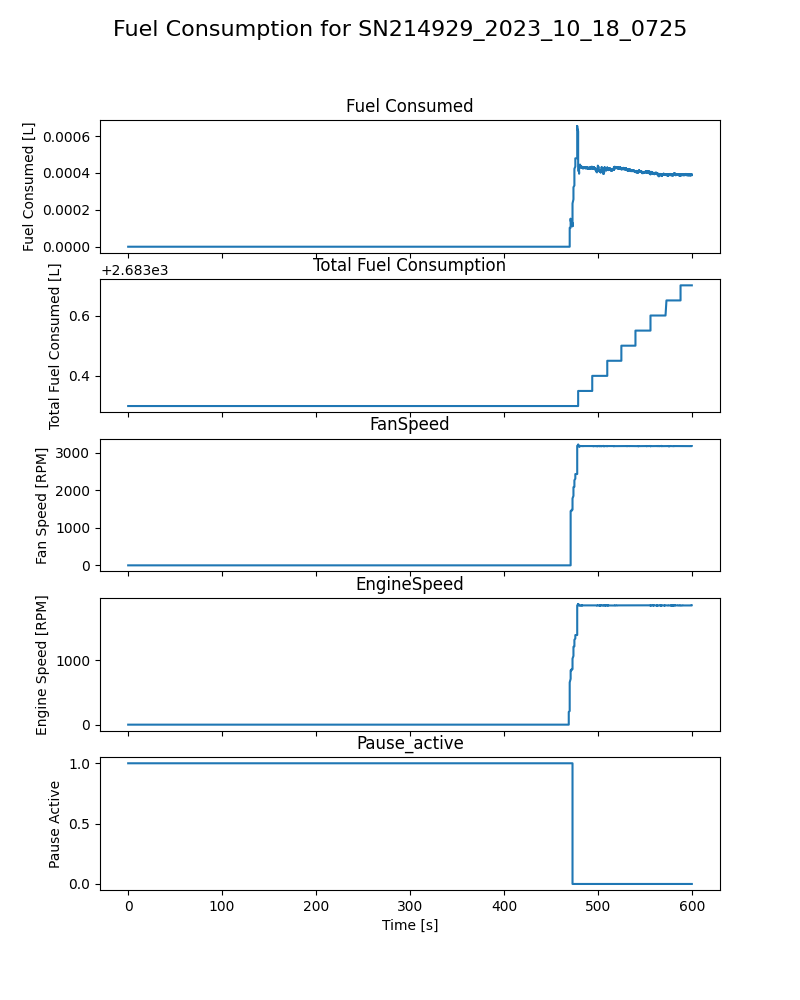 Fuel Consumption for SN214929_2023_10_18_0725
Fuel Consumed
Fuel Consumed [L]
0.0006
0.0004
0.0002
0.0000
+2.683e3
Total Fuel Consumption
Total Fuel Consumed [L]
0.6
0.4
FanSpeed
Fan Speed [RPM]
3000
2000
1000
0
EngineSpeed
Engine Speed [RPM]
1000
0
Pause_active
Pause Active
1.0
0.5
0.0
0 100 200 300 400 500 600
Time [s]